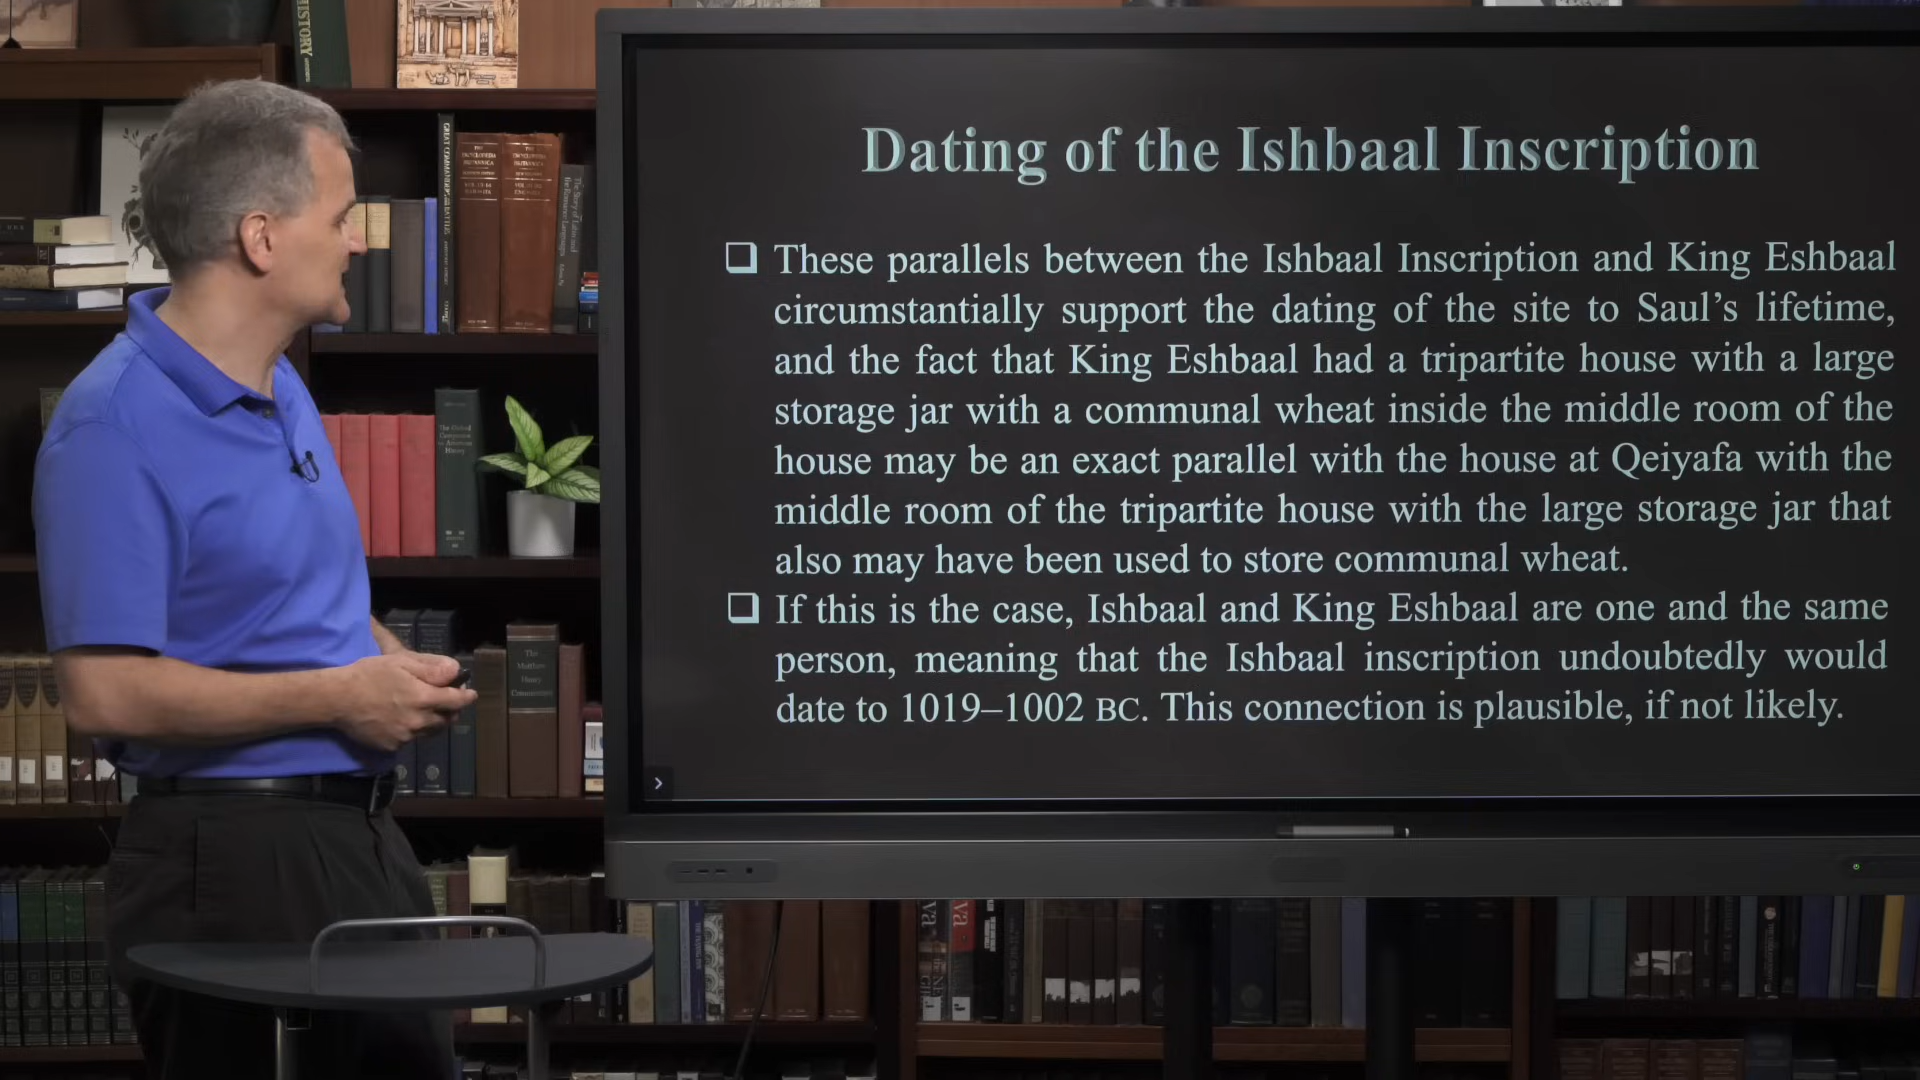 Dating of the Ishbaal Inscription
These parallels between the Ishbaal Inscription and King Eshbaal
circumstantially support the dating of the site to Saul’s lifetime,
and the fact that King Eshbaal had a tripartite house with a large
storage jar with a communal wheat inside the middle room of the
house may be an exact parallel with the house at Qeiyafa with the
middle room of the tripartite house with the large storage jar that
also may have been used to store communal wheat.
If this is the case, Ishbaal and King Eshbaal are one and the same
person, meaning that the Ishbaal inscription undoubtedly would
date to 1019–1002 BC. This connection is plausible, if not likely.
HISTORY
The
Matthew
Henry
Commentary